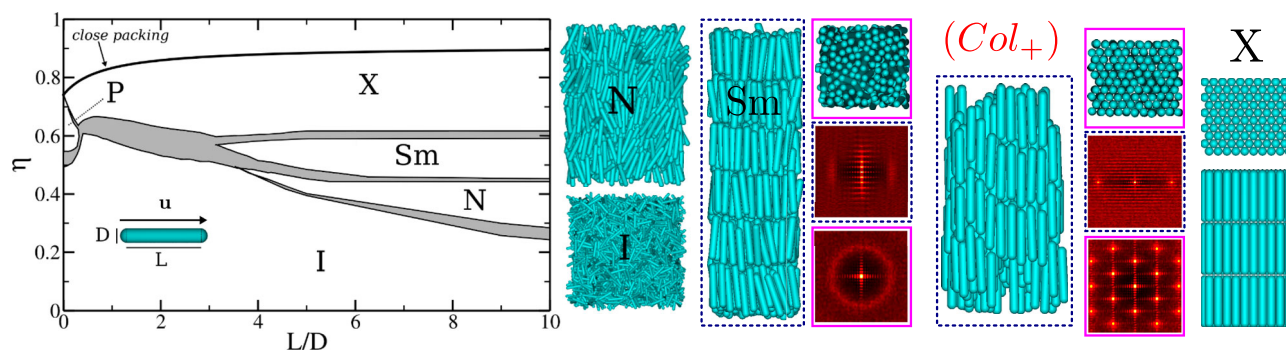 close packing
P
X
Sm
N
I
u
D
L
η
1
0.8
0.6
0.4
0.2
0
0 2 4 6 8 10
L/D
N
I
Sm
(Col+)
X